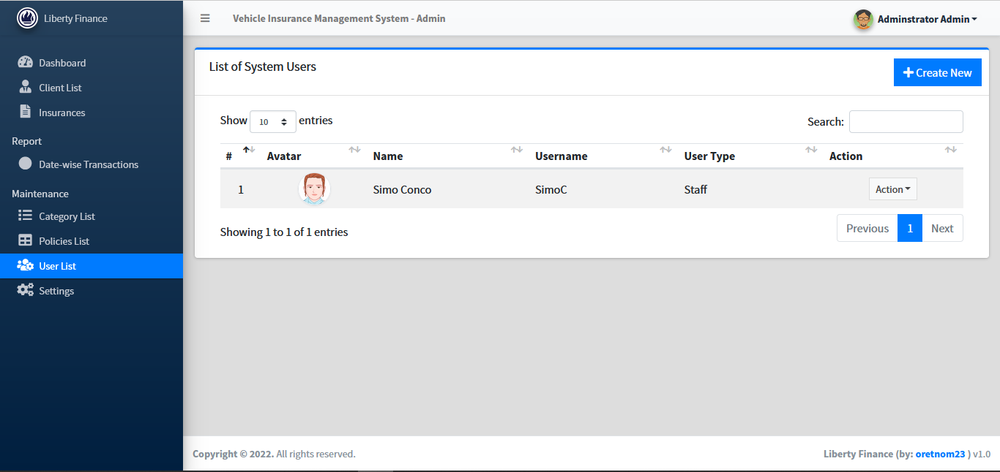 Liberty Finance
Vehicle Insurance Management System - Admin
Adminstrator Admin
Dashboard
Client List
Insurances
Report
Date-wise Transactions
Maintenance
Category List
Policies List
User List
Settings
List of System Users
Create New
Show 10 entries
Search:
# Avatar Name Username User Type Action
1 Simo Conco SimoC Staff Action
Showing 1 to 1 of 1 entries
Previous 1 Next
Copyright © 2022. All rights reserved.
Liberty Finance (by: oretnom23 ) v1.0